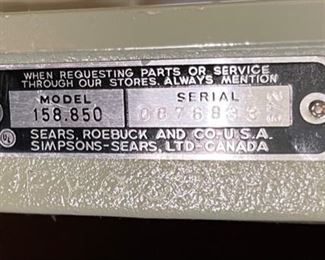 WHEN REQUESTING PARTS OR SERVICE
THROUGH OUR STORES, ALWAYS MENTION
MODEL SERIAL
158.850
UL SEARS, ROEBUCK AND CO-U.S.A.
SIMPSONS-SEARS, LTD-CANADA